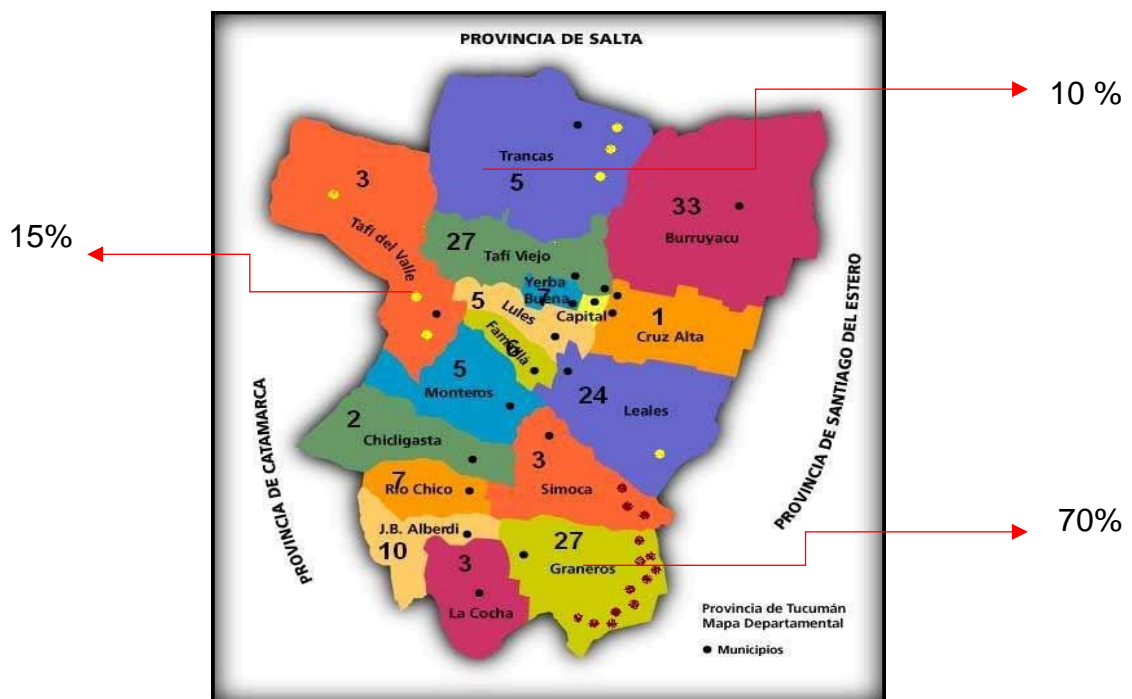 PROVINCIA DE SALTA
10 %
Trancas
5
3
Tafí del Valle
33
Burruyacu
15%
27
Tafí Viejo
Yerba
Buena
7
5
Lules
Capital
1
Cruz Alta
Famaillá
6
5
Monteros
24
Leales
PROVINCIA DE SANTIAGO DEL ESTERO
PROVINCIA DE CATAMARCA
2
Chicligasta
3
Simoca
7
Río Chico
J.B. Alberdi
10
27
Graneros
70%
3
La Cocha
Provincia de Tucumán
Mapa Departamental
Municipios